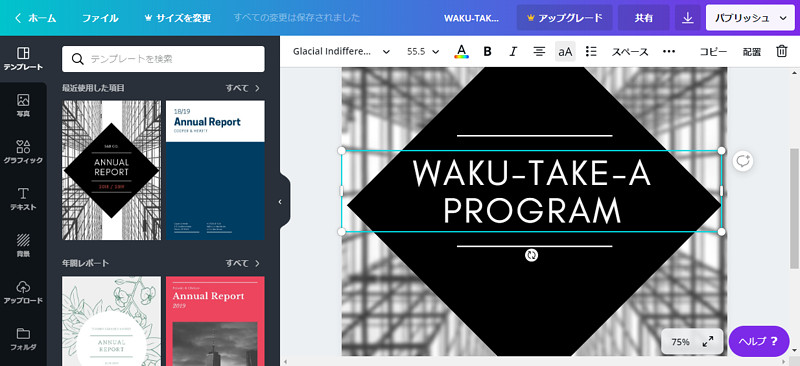 ホーム
ファイル
サイズを変更
すべての変更は保存されました
WAKU-TAK...
アップグレード
共有
パブリッシュ
テンプレート
写真
グラフィック
テキスト
背景
アップロード
フォルダ
テンプレートを検索
最近使用した項目
すべて
ANNUAL
REPORT
18/19
Annual Report
年間レポート
すべて
ANNUAL
REPORT
Annual Report
2019
Glacial Indiffere...
55.5
A
B
I
aA
スペース
コピー
配置
WAKU-TAKE-A
PROGRAM
75%
ヘルプ ?